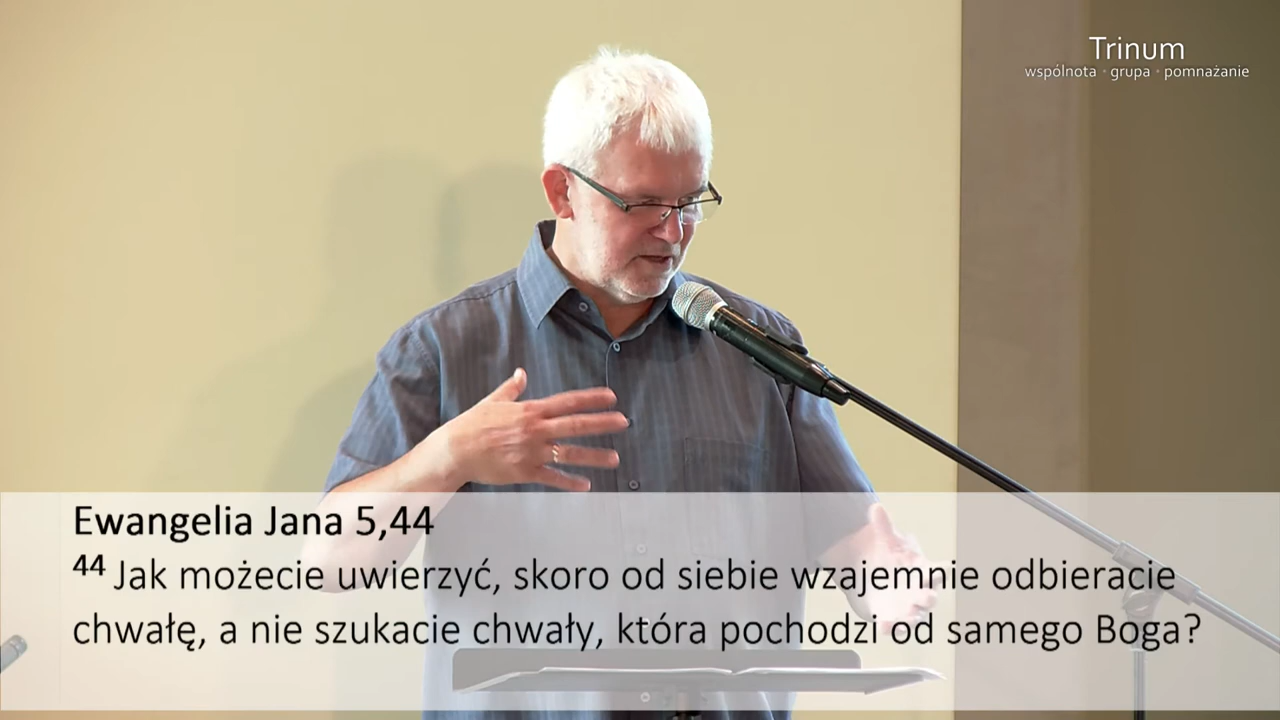 Trinum
wspólnota • grupa • pomnażanie
Ewangelia Jana 5,44
44 Jak możecie uwierzyć, skoro od siebie wzajemnie odbieracie
chwałę, a nie szukacie chwały, która pochodzi od samego Boga?